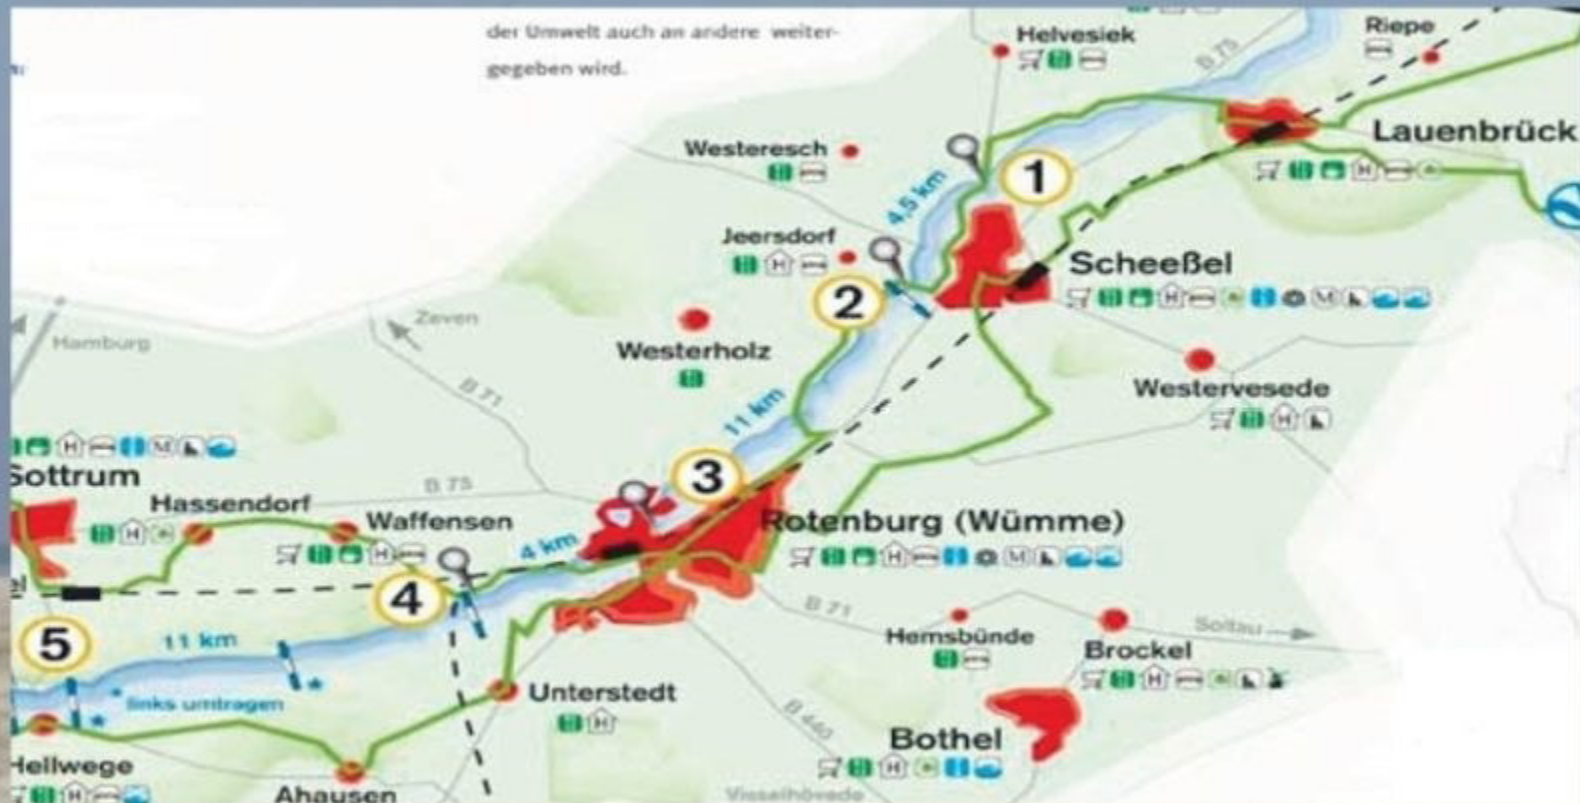 der Umwelt auch an andere weiter-
gegeben wird.
Helvesiek
B 75
Riepe
Lauenbrück
Westeresch
1
4,5 km
Jeersdorf
2
Scheeßel
Zeven
Hamburg
Westerholz
B 71
Westervesede
11 km
3
Sottrum
B 75
Hassendorf
Waffensen
4 km
Rotenburg (Wümme)
4
5
11 km
B 71
Hemsbünde
Soltau
Brockel
links umtragen
Unterstedt
B 440
Bothel
Hellwege
Ahausen
Visselhövede